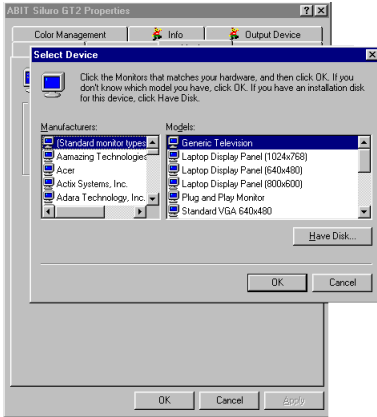 ABIT Siluro GT2 Properties
Color Management
Info
Output Device
Select Device
Click the Monitors that matches your hardware, and then click OK. If you
don't know which model you have, click OK. If you have an installation disk
for this device, click Have Disk.
Manufacturers:
Models:
(Standard monitor types
Aamazing Technologies
Acer
Actix Systems, Inc.
Adara Technology, Inc.
Generic Television
Laptop Display Panel (1024x768)
Laptop Display Panel (640x480)
Laptop Display Panel (800x600)
Plug and Play Monitor
Standard VGA 640x480
Have Disk...
OK
Cancel
OK
Cancel
Apply